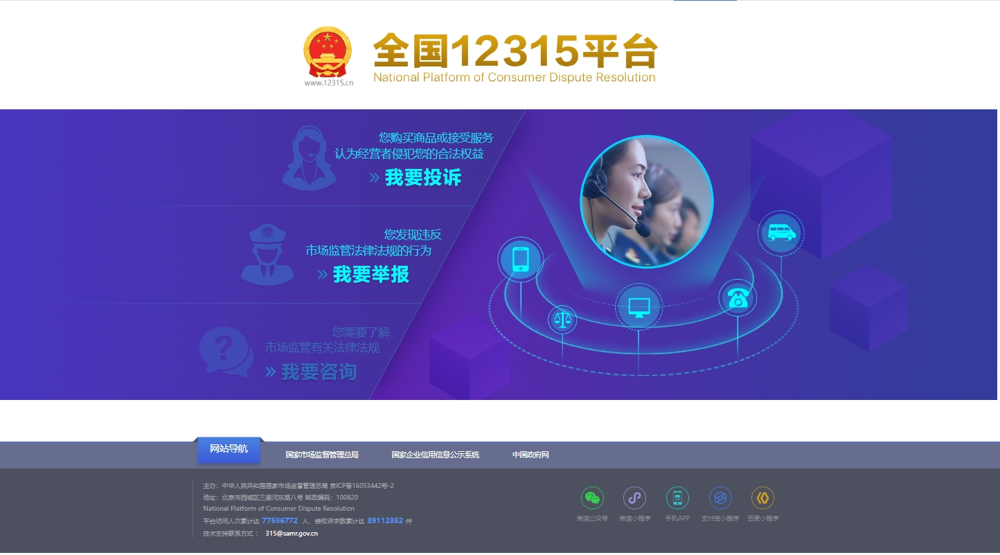 全国12315平台
National Platform of Consumer Dispute Resolution
www.12315.cn
您购买商品或接受服务
认为经营者侵犯您的合法权益
» 我要投诉
您发现违反
市场监管法律法规的行为
» 我要举报
您需要了解
市场监管有关法律法规
» 我要咨询
网站导航
国家市场监督管理总局 国家企业信用信息公示系统 中国政府网
主办：中华人民共和国国家市场监督管理总局 京ICP备16053442号-2
地址：北京市西城区三里河东路八号 邮政编码：100820
National Platform of Consumer Dispute Resolution
平台访问人次累计达 77586772 人，接收诉求数累计达 39112352 件
技术支持联系方式： 315@samr.gov.cn
微信公众号 微信小程序 手机APP 支付宝小程序 百度小程序